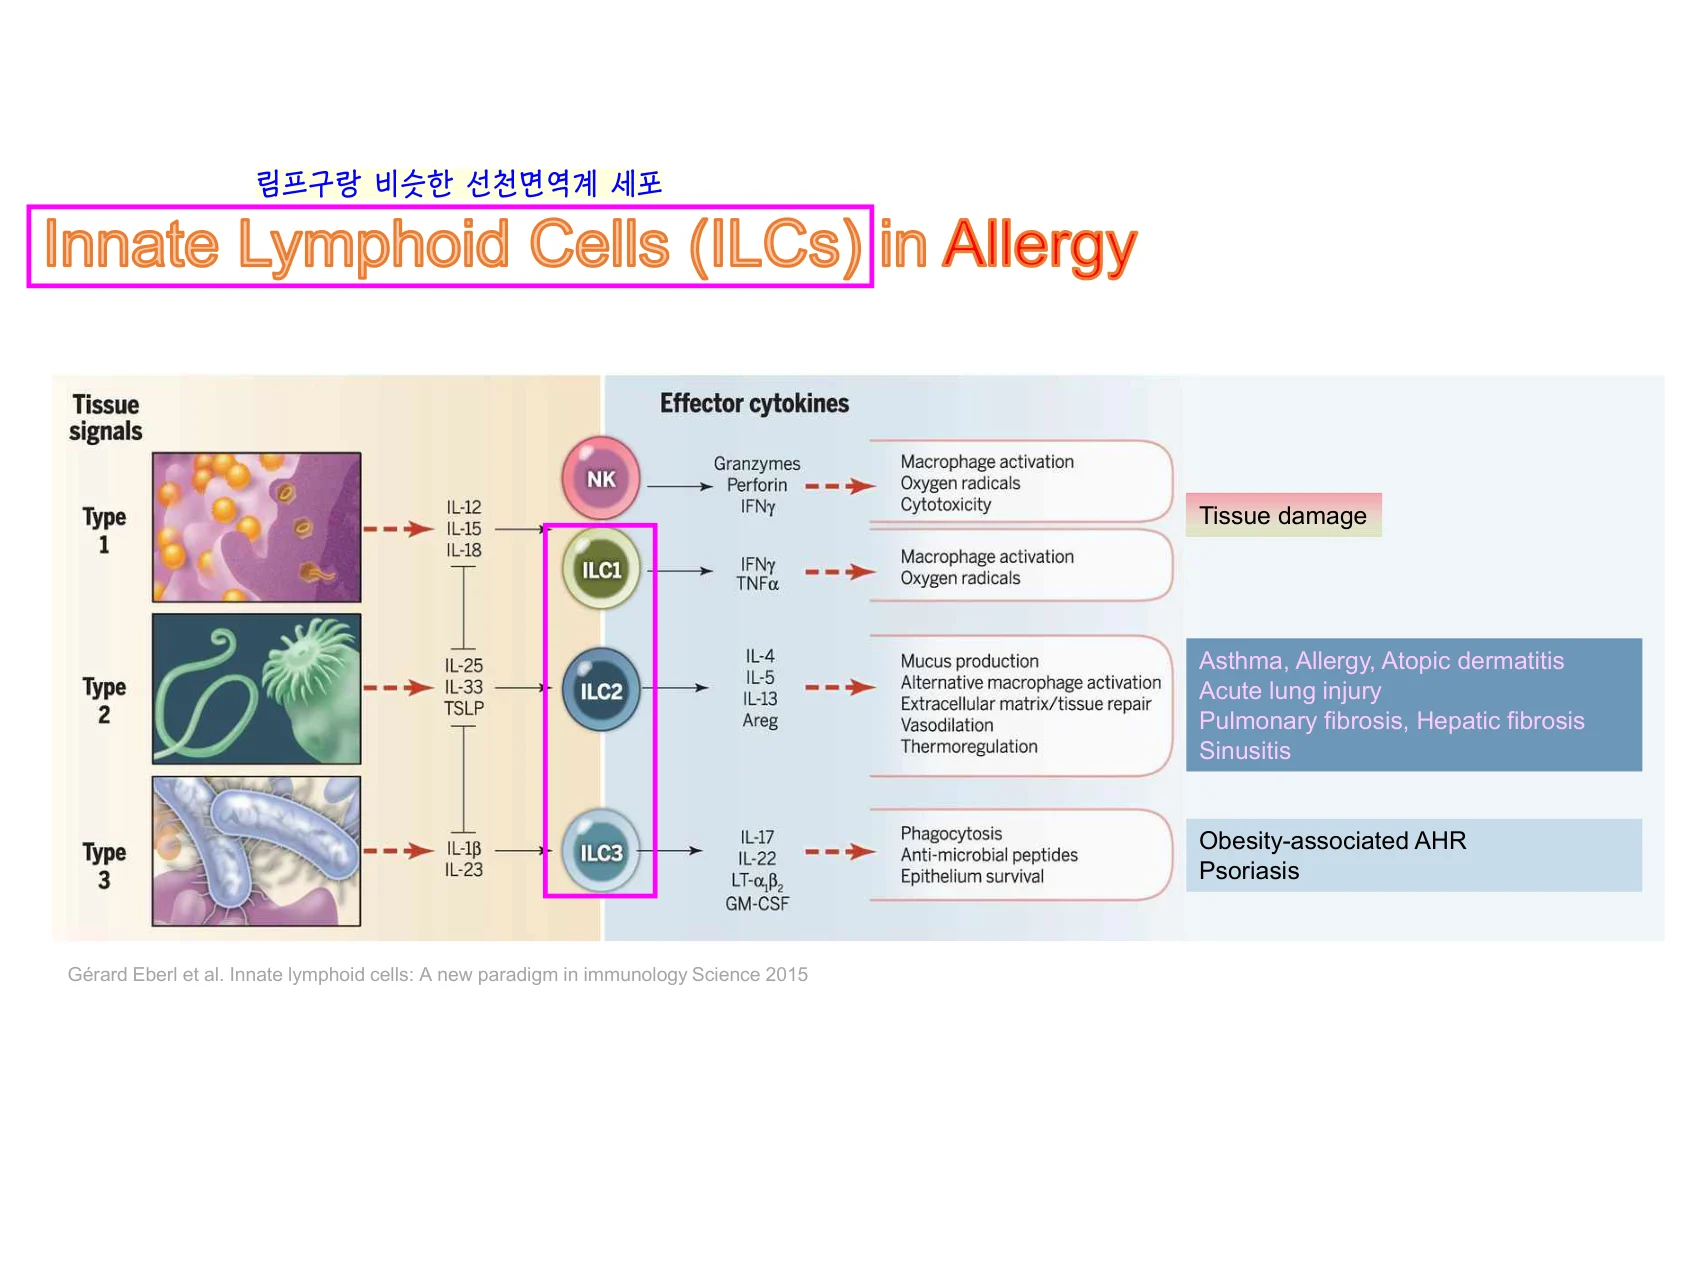 림프구랑 비슷한 선천면역계 세포
Innate Lymphoid Cells (ILCs) in Allergy
Tissue
signals
Effector cytokines
Type
1
IL-12
IL-15
IL-18
NK
Granzymes
Perforin
IFNγ
Macrophage activation
Oxygen radicals
Cytotoxicity
Tissue damage
ILC1
IFNγ
TNFα
Macrophage activation
Oxygen radicals
Type
2
IL-25
IL-33
TSLP
ILC2
IL-4
IL-5
IL-13
Areg
Mucus production
Alternative macrophage activation
Extracellular matrix/tissue repair
Vasodilation
Thermoregulation
Asthma, Allergy, Atopic dermatitis
Acute lung injury
Pulmonary fibrosis, Hepatic fibrosis
Sinusitis
Type
3
IL-1β
IL-23
ILC3
IL-17
IL-22
LT-α₁β₂
GM-CSF
Phagocytosis
Anti-microbial peptides
Epithelium survival
Obesity-associated AHR
Psoriasis
Gérard Eberl et al. Innate lymphoid cells: A new paradigm in immunology Science 2015